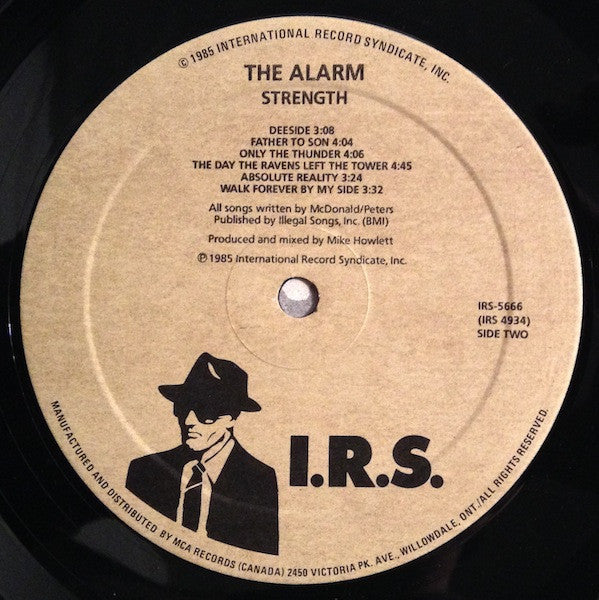 © 1985 INTERNATIONAL RECORD SYNDICATE, INC.
THE ALARM
STRENGTH
DEESIDE 3:08
FATHER TO SON 4:04
ONLY THE THUNDER 4:06
THE DAY THE RAVENS LEFT THE TOWER 4:45
ABSOLUTE REALITY 3:24
WALK FOREVER BY MY SIDE 3:32
All songs written by McDonald/Peters
Published by Illegal Songs, Inc. (BMI)
Produced and mixed by Mike Howlett
℗ 1985 International Record Syndicate, Inc.
IRS-5666
(IRS 4934)
SIDE TWO
I.R.S.
MANUFACTURED AND DISTRIBUTED BY MCA RECORDS (CANADA) 2450 VICTORIA PK. AVE., WILLOWDALE, ONT./ALL RIGHTS RESERVED.